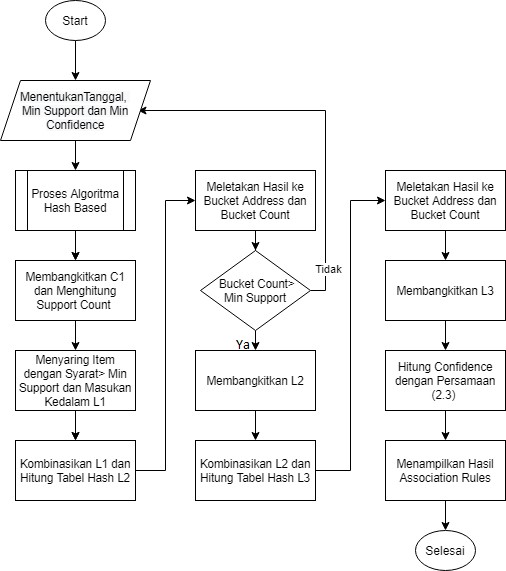 Start
MenentukanTanggal,
Min Support dan Min
Confidence
Proses Algoritma
Hash Based
Membangkitkan C1
dan Menghitung
Support Count
Menyaring Item
dengan Syarat> Min
Support dan Masukan
Kedalam L1
Kombinasikan L1 dan
Hitung Tabel Hash L2
Meletakan Hasil ke
Bucket Address dan
Bucket Count
Bucket Count>
Min Support
Tidak
Ya
Membangkitkan L2
Kombinasikan L2 dan
Hitung Tabel Hash L3
Meletakan Hasil ke
Bucket Address dan
Bucket Count
Membangkitkan L3
Hitung Confidence
dengan Persamaan
(2.3)
Menampilkan Hasil
Association Rules
Selesai